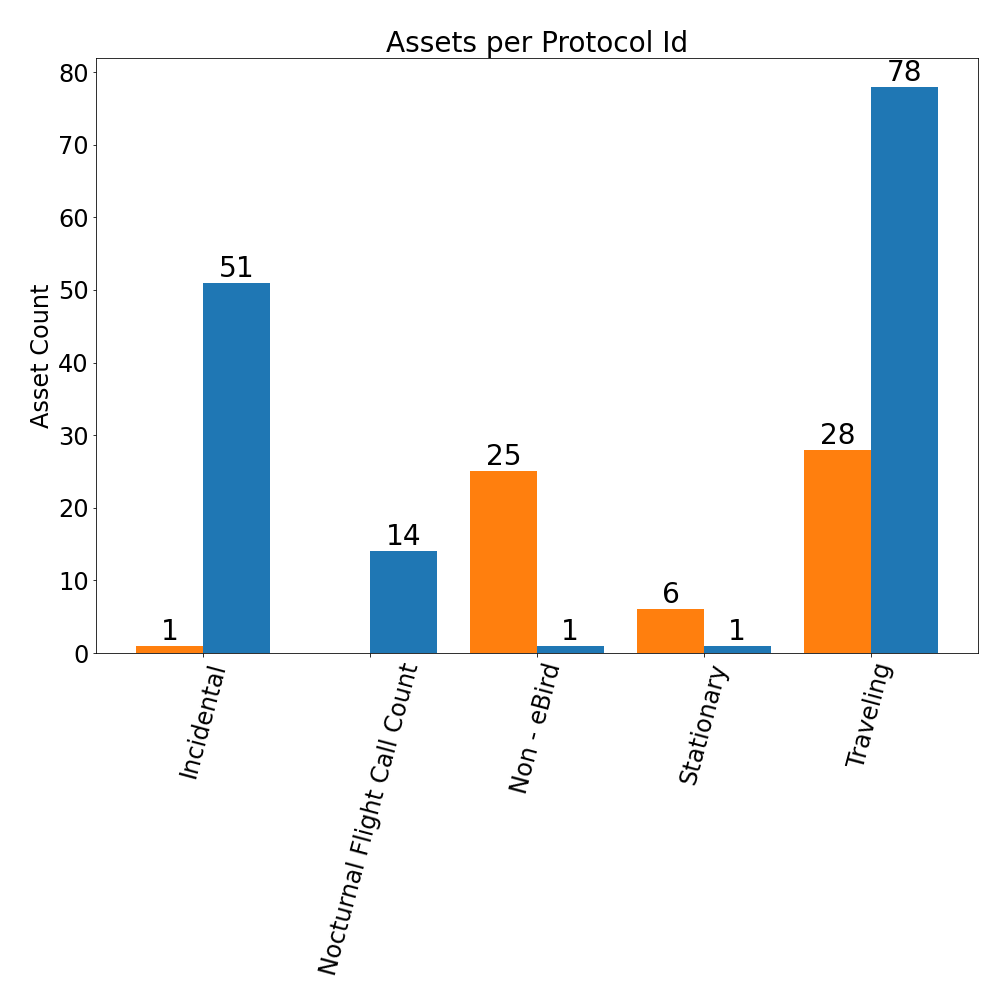 Assets per Protocol Id
Asset Count
80
70
60
50
40
30
20
10
0
1
51
14
25
1
6
1
28
78
Incidental
Nocturnal Flight Call Count
Non - eBird
Stationary
Traveling